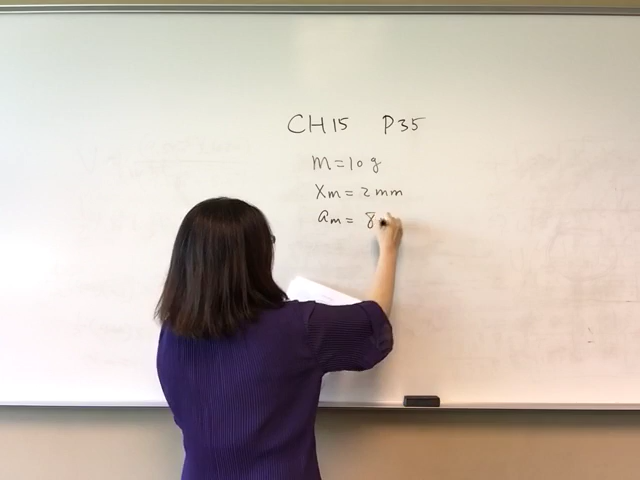 CH15 P35
m=10 g
Xm = 2 mm
am = 8